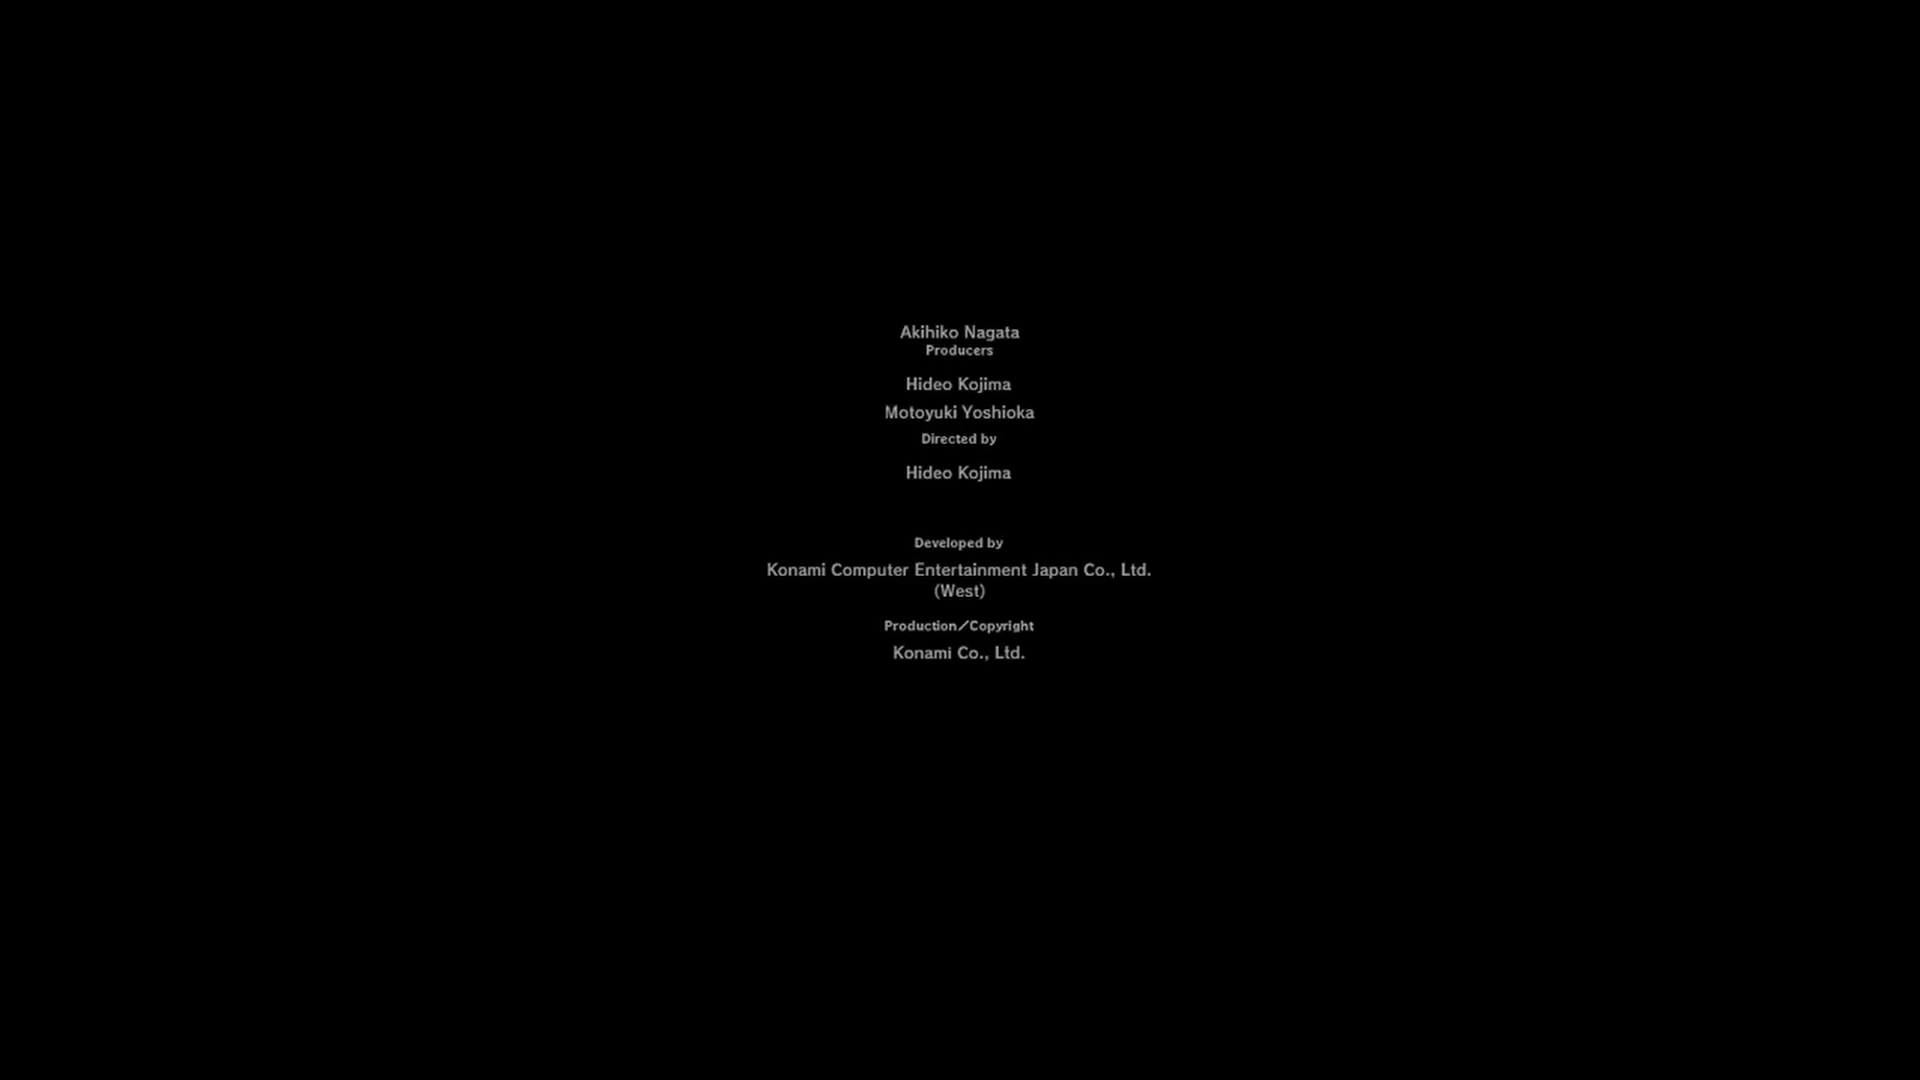 Akihiko Nagata
Producers
Hideo Kojima
Motoyuki Yoshioka
Directed by
Hideo Kojima
Developed by
Konami Computer Entertainment Japan Co., Ltd.
(West)
Production／Copyright
Konami Co., Ltd.